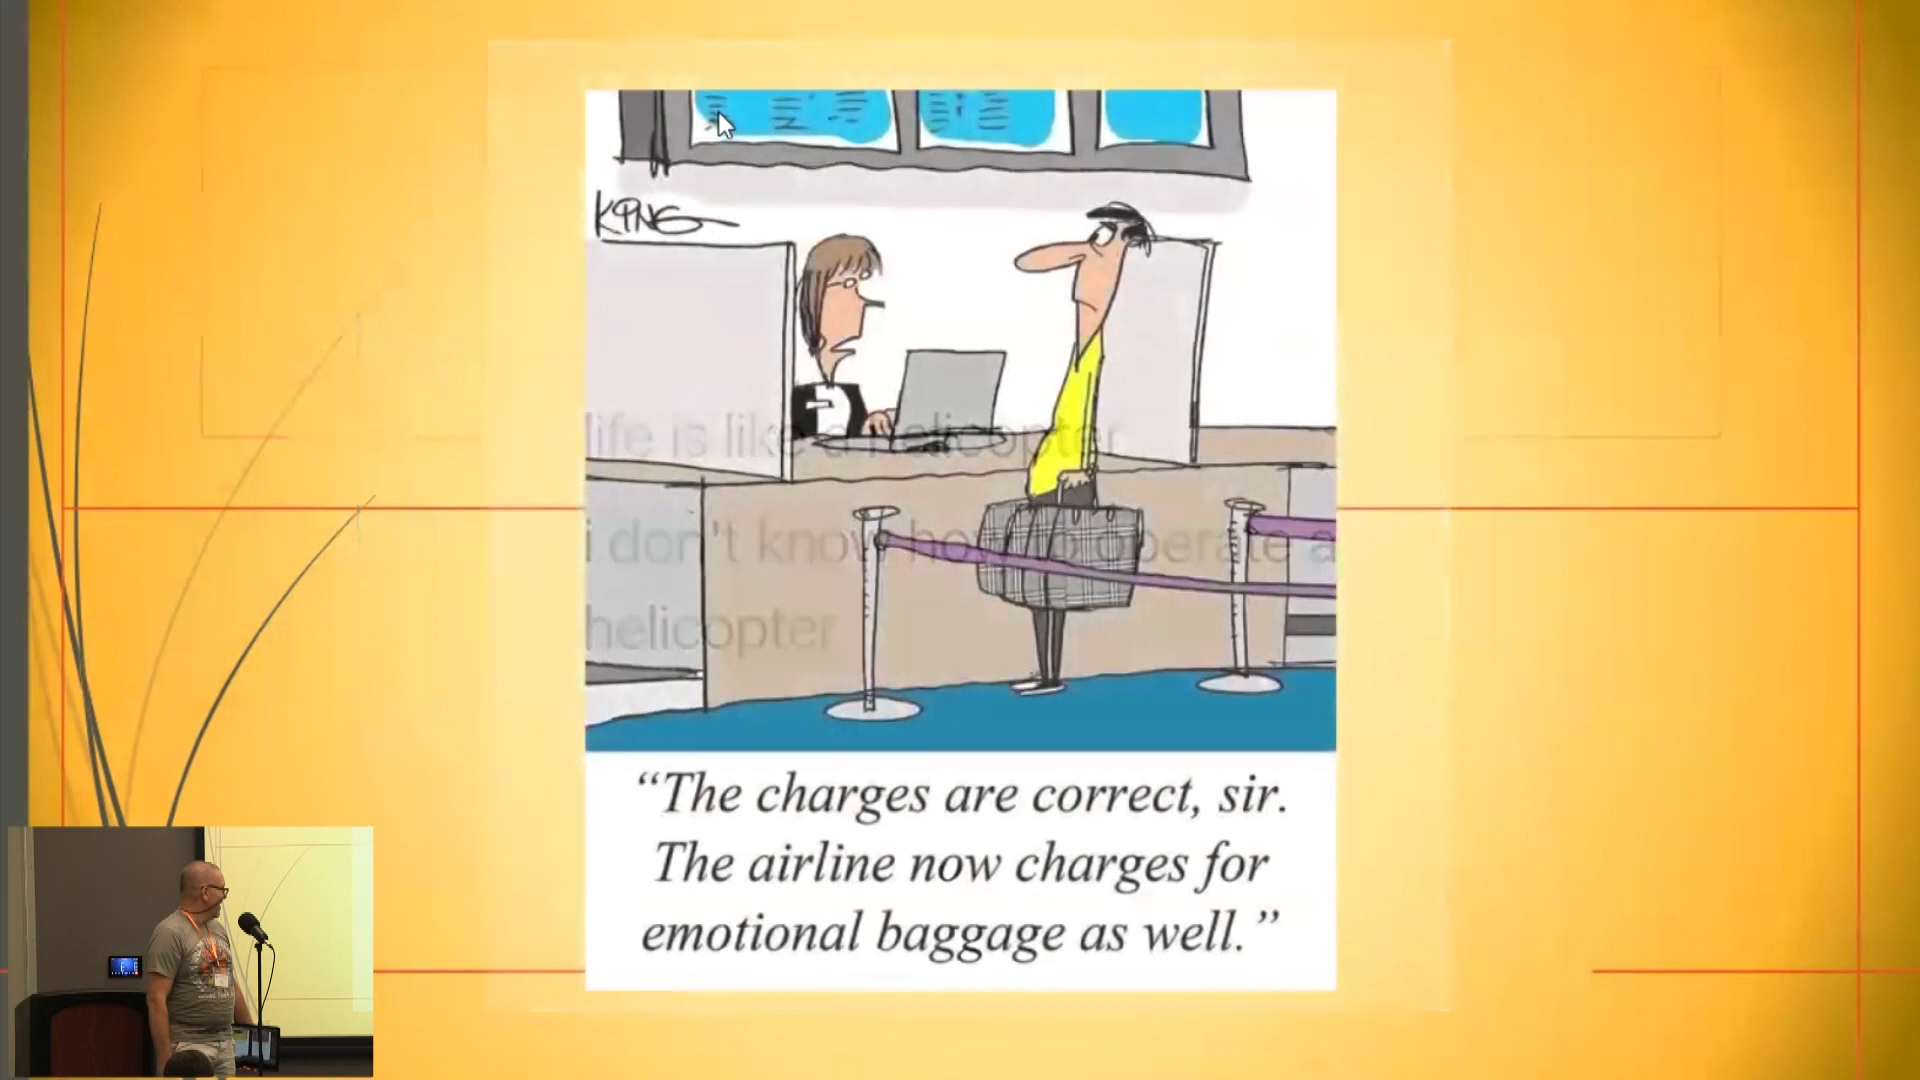 KING
life is like a helicopter
i don't know how to operate a
helicopter
“The charges are correct, sir.
The airline now charges for
emotional baggage as well.”